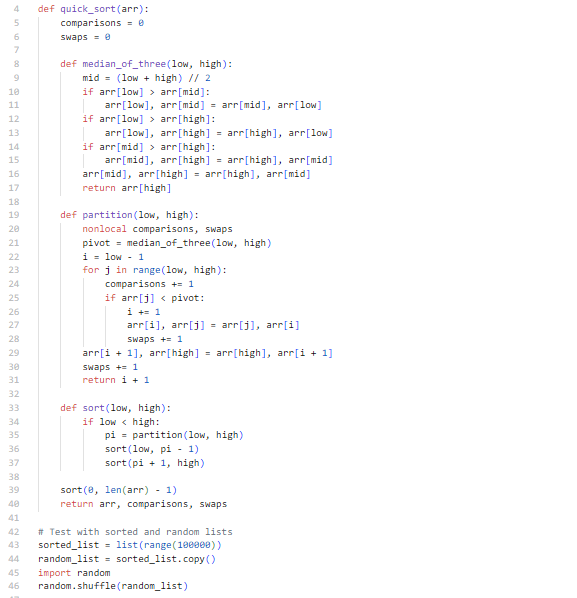 4 def quick_sort(arr):
5     comparisons = 0
6     swaps = 0
7
8     def median_of_three(low, high):
9         mid = (low + high) // 2
10         if arr[low] > arr[mid]:
11             arr[low], arr[mid] = arr[mid], arr[low]
12         if arr[low] > arr[high]:
13             arr[low], arr[high] = arr[high], arr[low]
14         if arr[mid] > arr[high]:
15             arr[mid], arr[high] = arr[high], arr[mid]
16         arr[mid], arr[high] = arr[high], arr[mid]
17         return arr[high]
18
19     def partition(low, high):
20         nonlocal comparisons, swaps
21         pivot = median_of_three(low, high)
22         i = low - 1
23         for j in range(low, high):
24             comparisons += 1
25             if arr[j] < pivot:
26                 i += 1
27                 arr[i], arr[j] = arr[j], arr[i]
28                 swaps += 1
29         arr[i + 1], arr[high] = arr[high], arr[i + 1]
30         swaps += 1
31         return i + 1
32
33     def sort(low, high):
34         if low < high:
35             pi = partition(low, high)
36             sort(low, pi - 1)
37             sort(pi + 1, high)
38
39     sort(0, len(arr) - 1)
40     return arr, comparisons, swaps
41
42 # Test with sorted and random lists
43 sorted_list = list(range(100000))
44 random_list = sorted_list.copy()
45 import random
46 random.shuffle(random_list)